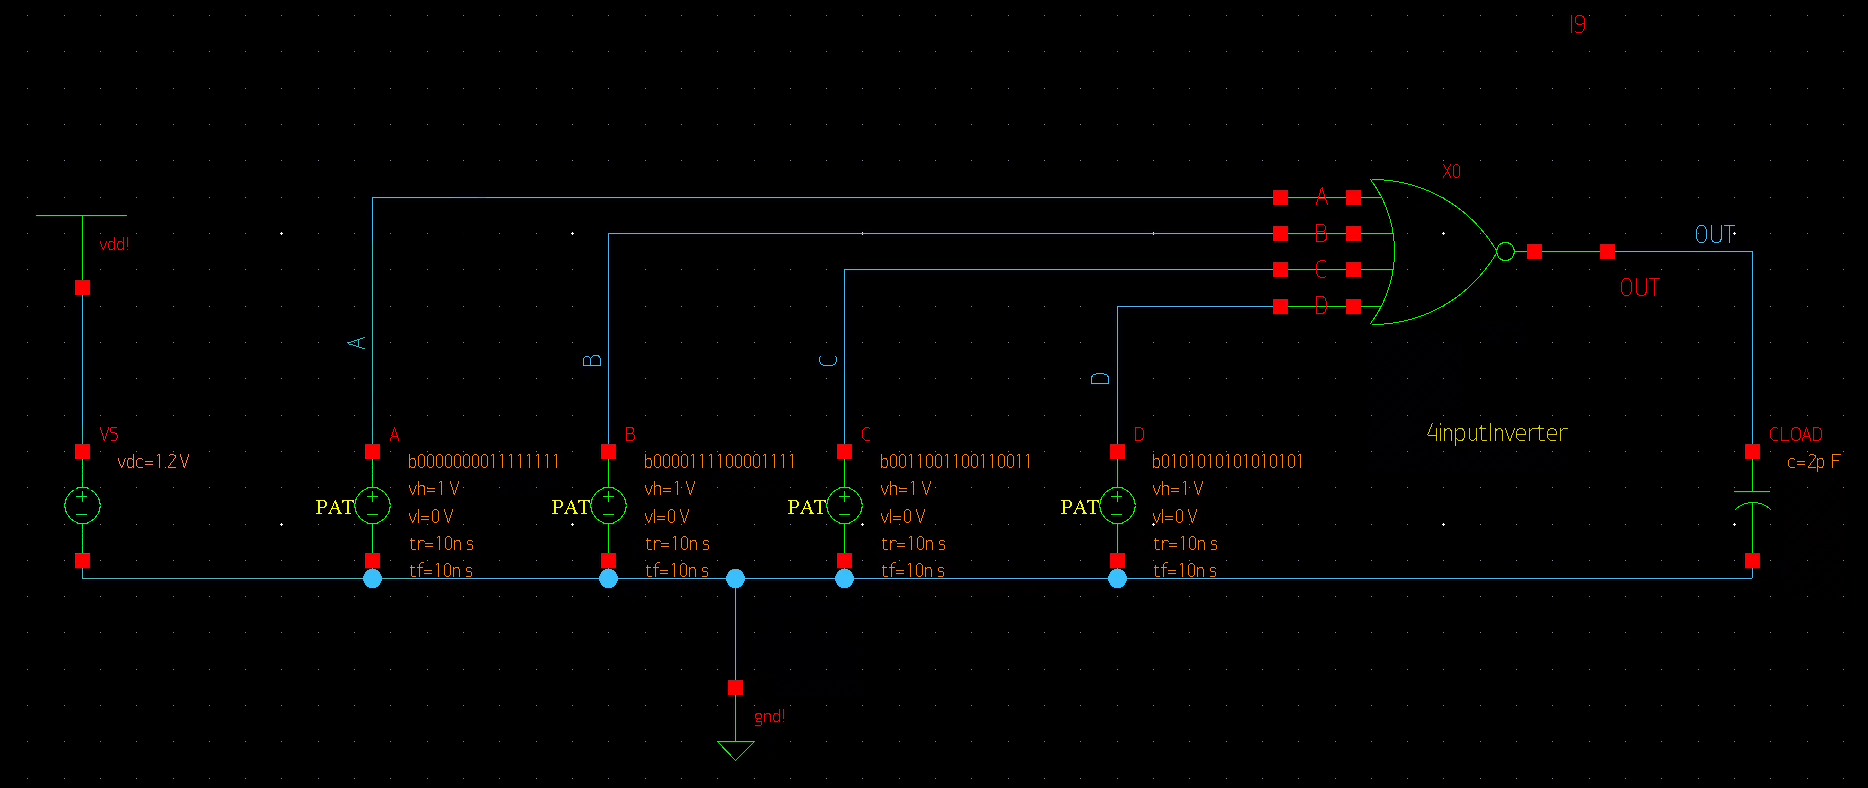 I9
X0
A
B
C
D
OUT
OUT
vdd!
A
B
C
D
V5
vdc=1.2 V
PAT
A
b0000000011111111
vh=1 V
vl=0 V
tr=10n s
tf=10n s
PAT
B
b0000111100001111
vh=1 V
vl=0 V
tr=10n s
tf=10n s
PAT
C
b0011001100110011
vh=1 V
vl=0 V
tr=10n s
tf=10n s
PAT
D
b0101010101010101
vh=1 V
vl=0 V
tr=10n s
tf=10n s
4inputInverter
CLOAD
c=2p F
gnd!